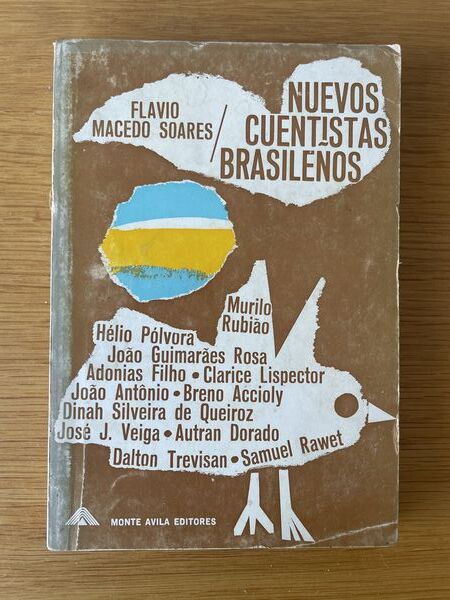 FLAVIO
MACEDO SOARES /
NUEVOS
CUENTISTAS
BRASILEÑOS
Murilo
Rubião
Hélio Pólvora
João Guimarães Rosa
Adonias Filho • Clarice Lispector
João Antônio • Breno Accioly
Dinah Silveira de Queiroz
José J. Veiga • Autran Dorado
Dalton Trevisan • Samuel Rawet
MONTE AVILA EDITORES